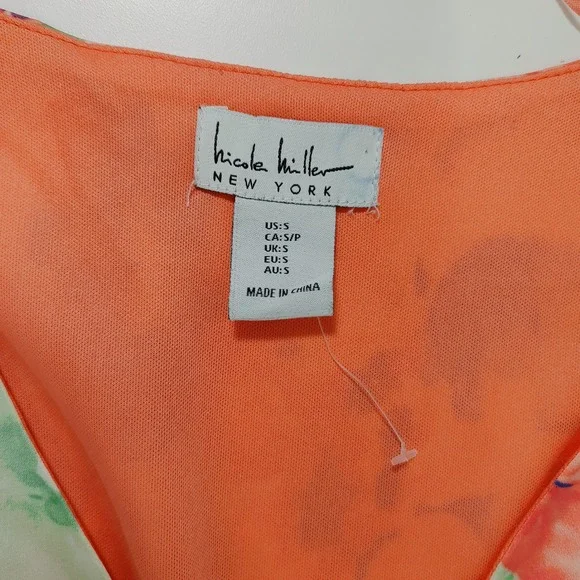 Nicole Miller
NEW YORK
US:S
CA:S/P
UK:S
EU:S
AU:S
MADE IN CHINA